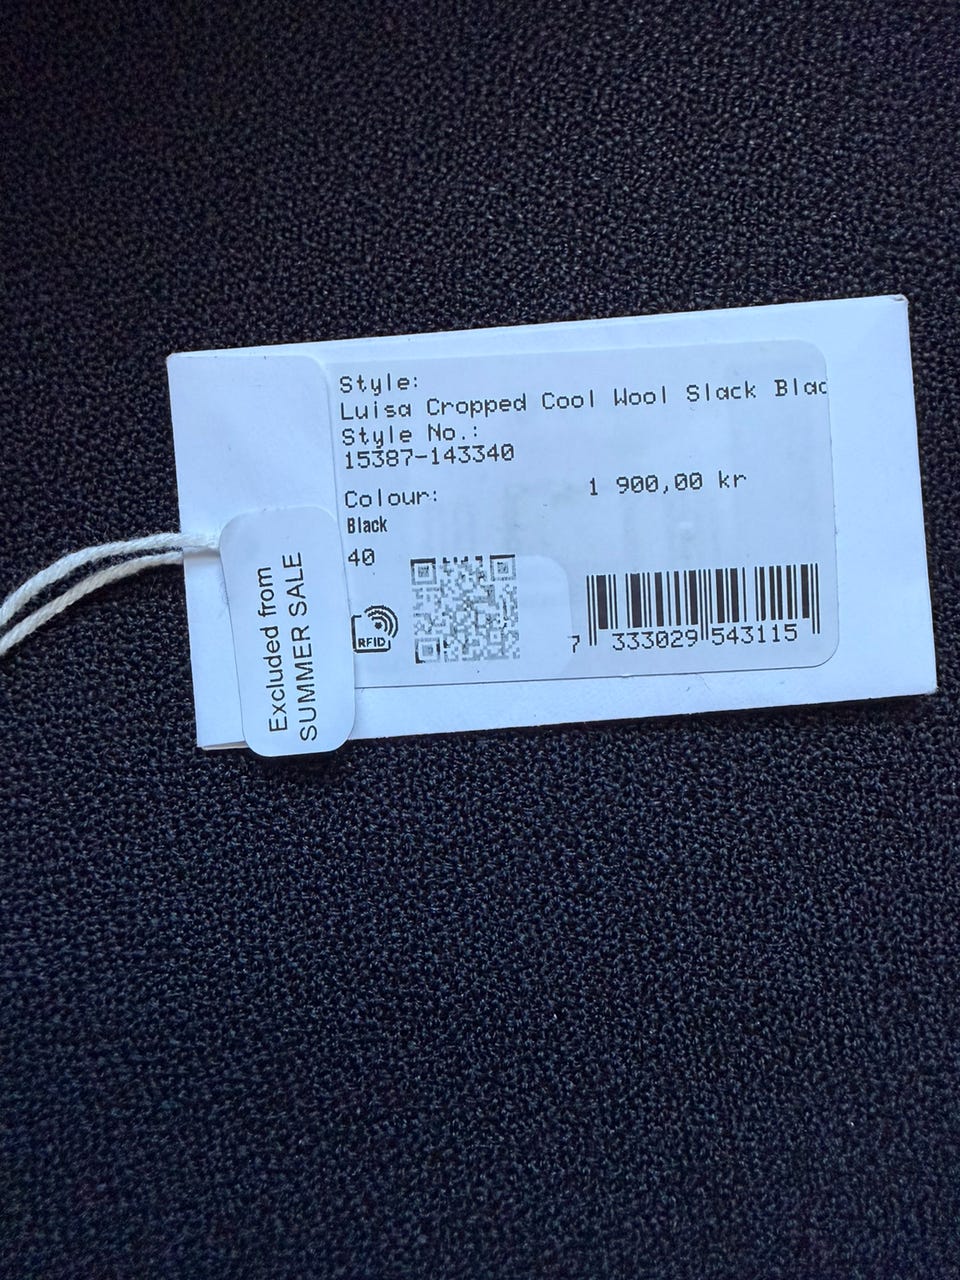 Style:
Luisa Cropped Cool Wool Slack Blac
Style No.:
15387-143340
Colour:
1 900,00 kr
Black
40
RFID
7 333029 543115
Excluded from
SUMMER SALE